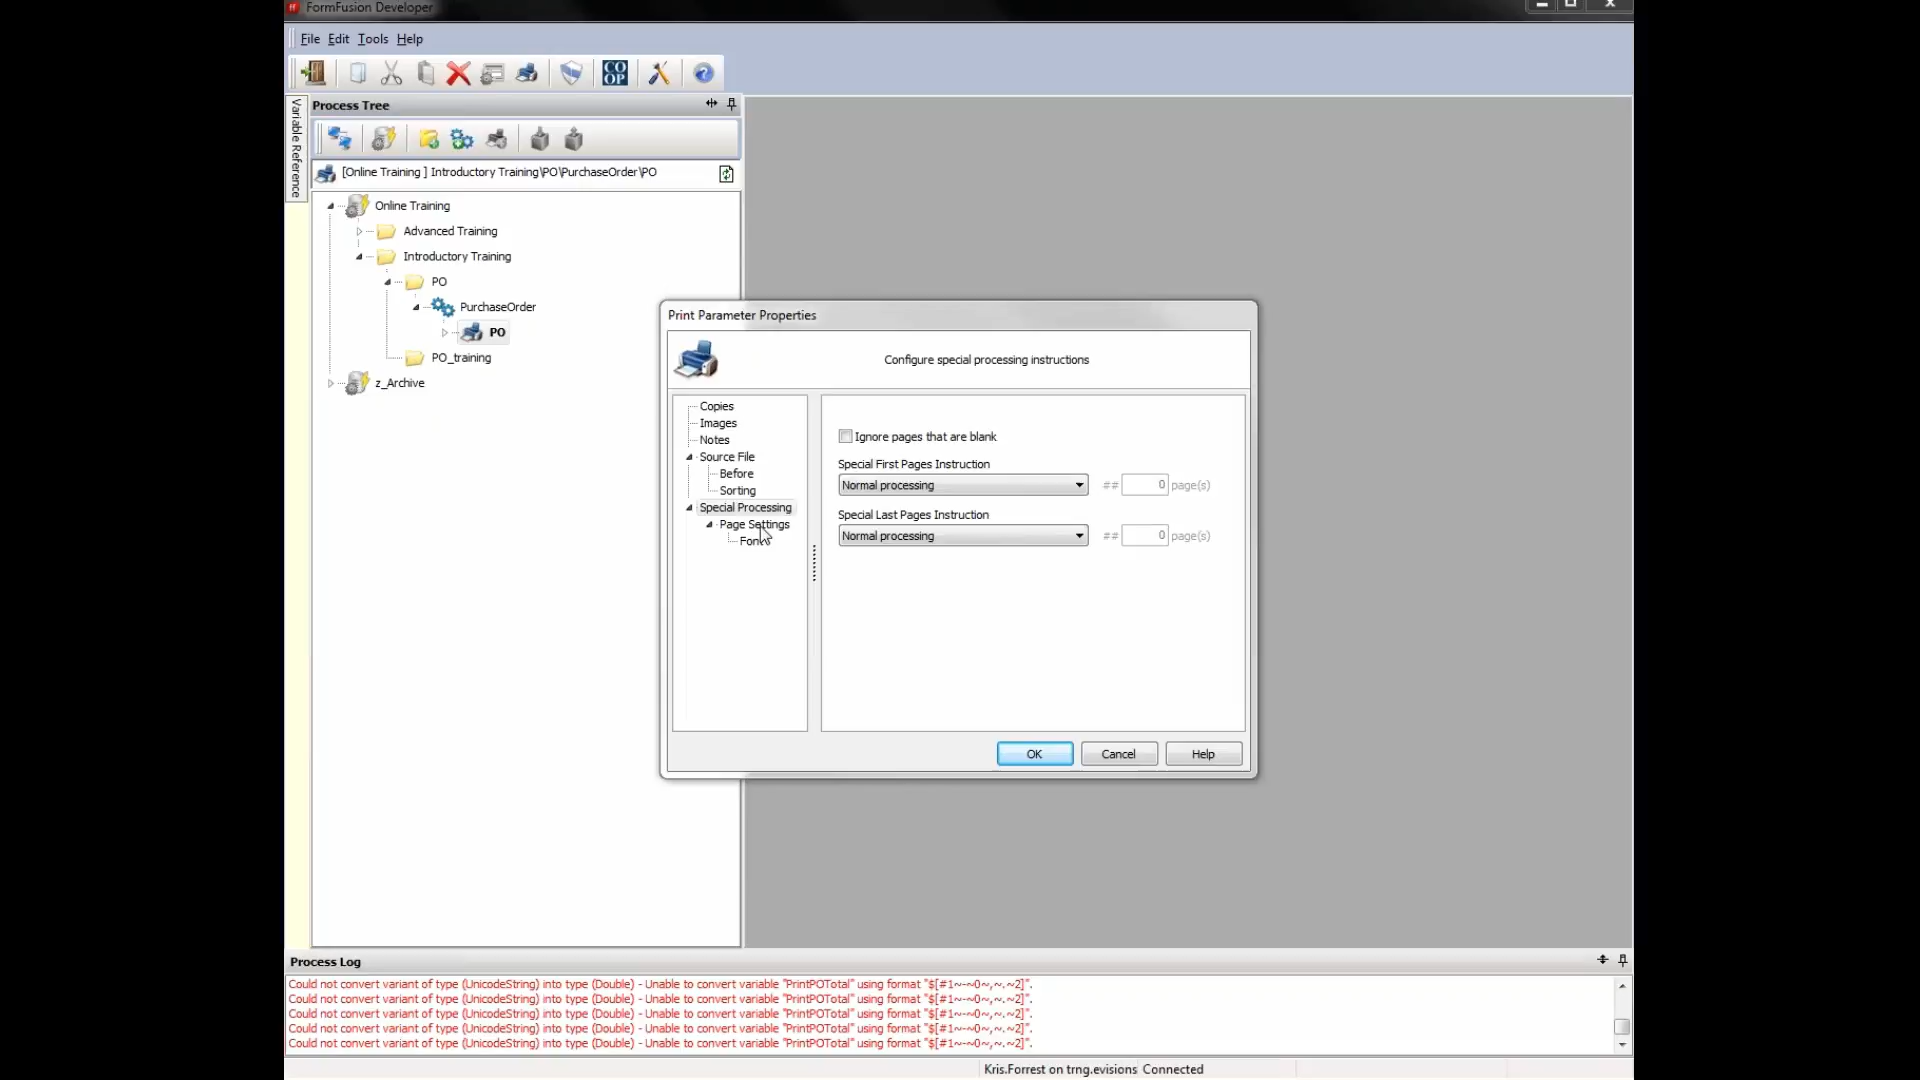 FormFusion Developer
File Edit Tools Help
CO
OP
Variable Reference
Process Tree
[Online Training ] Introductory Training\PO\PurchaseOrder\PO
Online Training
Advanced Training
Introductory Training
PO
PurchaseOrder
PO
PO_training
z_Archive
Print Parameter Properties
Configure special processing instructions
Copies
Images
Notes
Source File
Before
Sorting
Special Processing
Page Settings
Ignore pages that are blank
Special First Pages Instruction
Normal processing ## 0 page(s)
Special Last Pages Instruction
Normal processing ## 0 page(s)
OK Cancel Help
Process Log
Could not convert variant of type (UnicodeString) into type (Double) - Unable to convert variable "PrintPOTotal" using format "$[#1~-~0~,~.~2]".
Could not convert variant of type (UnicodeString) into type (Double) - Unable to convert variable "PrintPOTotal" using format "$[#1~-~0~,~.~2]".
Could not convert variant of type (UnicodeString) into type (Double) - Unable to convert variable "PrintPOTotal" using format "$[#1~-~0~,~.~2]".
Could not convert variant of type (UnicodeString) into type (Double) - Unable to convert variable "PrintPOTotal" using format "$[#1~-~0~,~.~2]".
Could not convert variant of type (UnicodeString) into type (Double) - Unable to convert variable "PrintPOTotal" using format "$[#1~-~0~,~.~2]".
Kris.Forrest on trng.evisions Connected